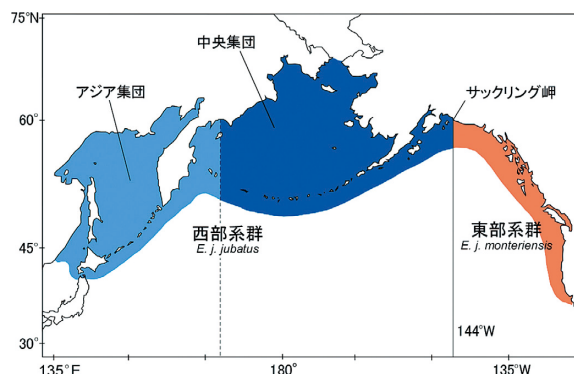 75°N
中央集団
アジア集団
サックリング岬
60°
西部系群
E. j. jubatus
東部系群
E. j. monteriensis
45°
144°W
30°
135°E
180°
135°W